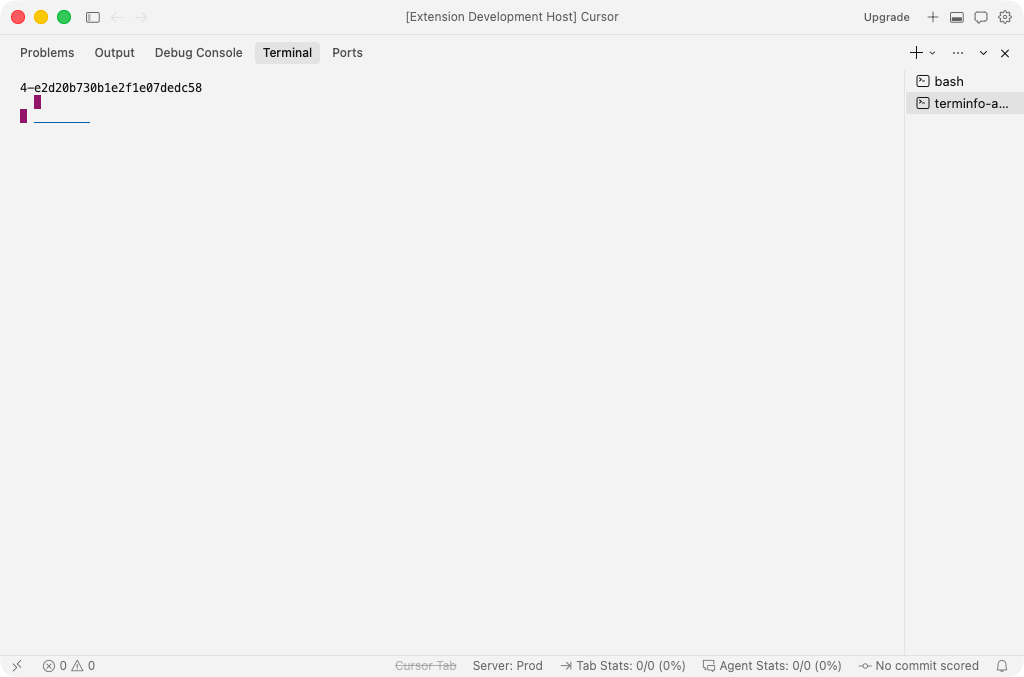 [Extension Development Host] Cursor
Upgrade
Problems Output Debug Console Terminal Ports
4-e2d20b730b1e2f1e07dedc58
bash
terminfo-a...
0 0 Cursor Tab Server: Prod Tab Stats: 0/0 (0%) Agent Stats: 0/0 (0%) No commit scored